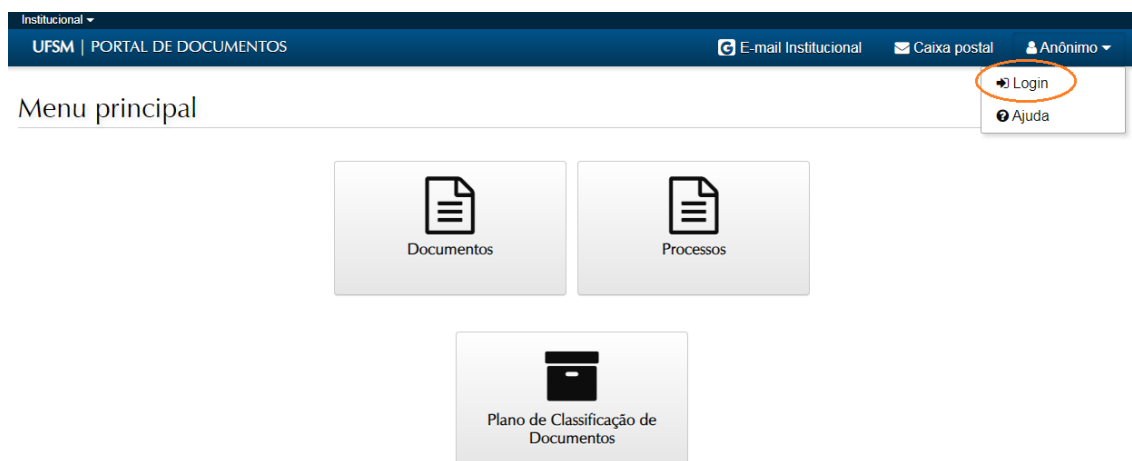 Institucional
UFSM | PORTAL DE DOCUMENTOS
E-mail Institucional
Caixa postal
Anônimo
Login
Ajuda
Menu principal
Documentos
Processos
Plano de Classificação de
Documentos